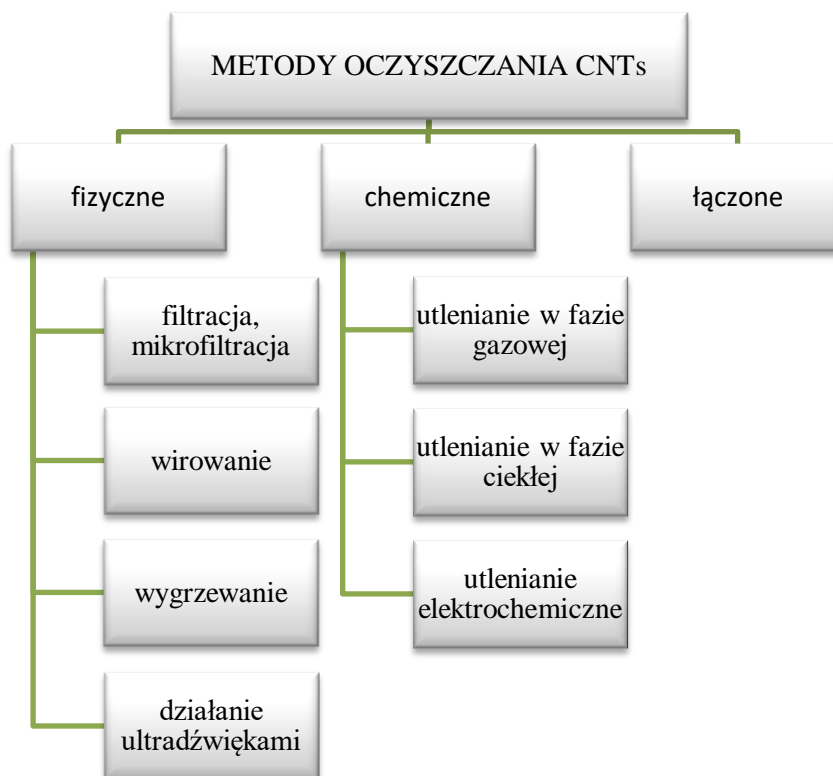 METODY OCZYSZCZANIA CNTs
fizyczne
filtracja,
mikrofiltracja
wirowanie
wygrzewanie
działanie
ultradźwiękami
chemiczne
utlenianie w fazie
gazowej
utlenianie w fazie
ciekłej
utlenianie
elektrochemiczne
łączone